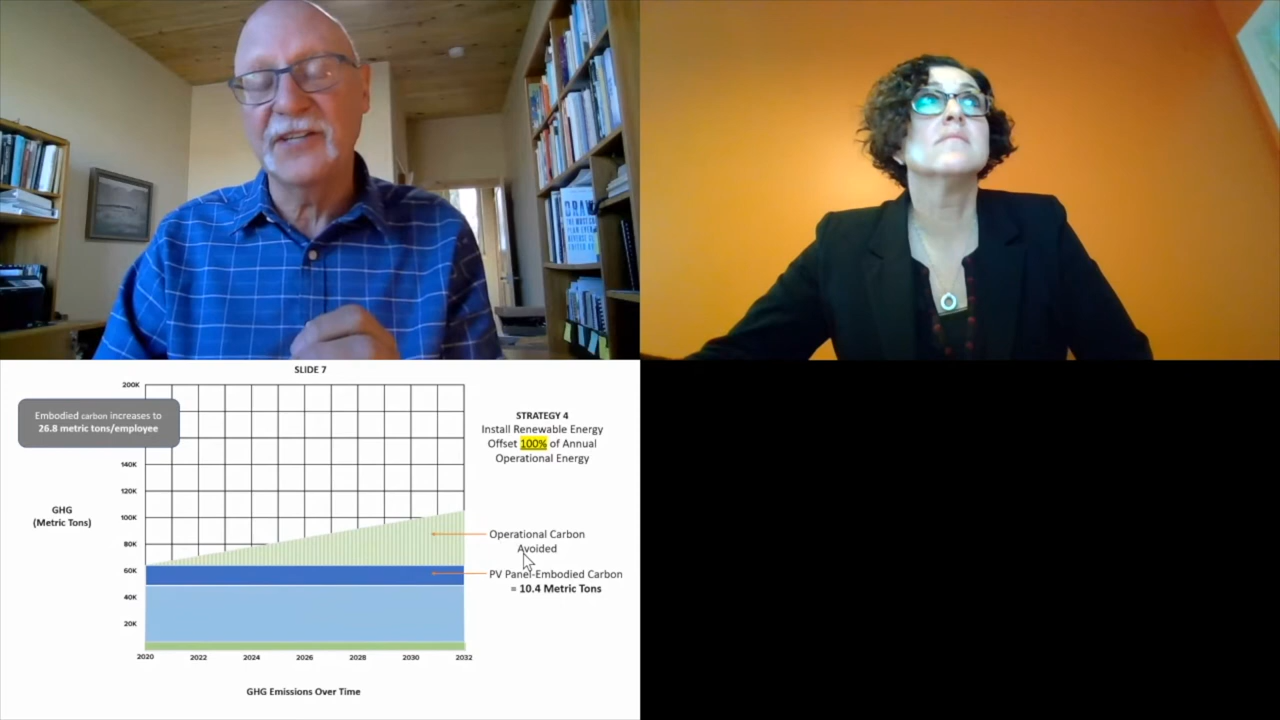 DRAW
SLIDE 7
200K
Embodied carbon increases to
26.8 metric tons/employee
140K
120K
100K
80K
60K
40K
20K
GHG
(Metric Tons)
STRATEGY 4
Install Renewable Energy
Offset 100% of Annual
Operational Energy
Operational Carbon
Avoided
PV Panel-Embodied Carbon
= 10.4 Metric Tons
2020 2022 2024 2026 2028 2030 2032
GHG Emissions Over Time